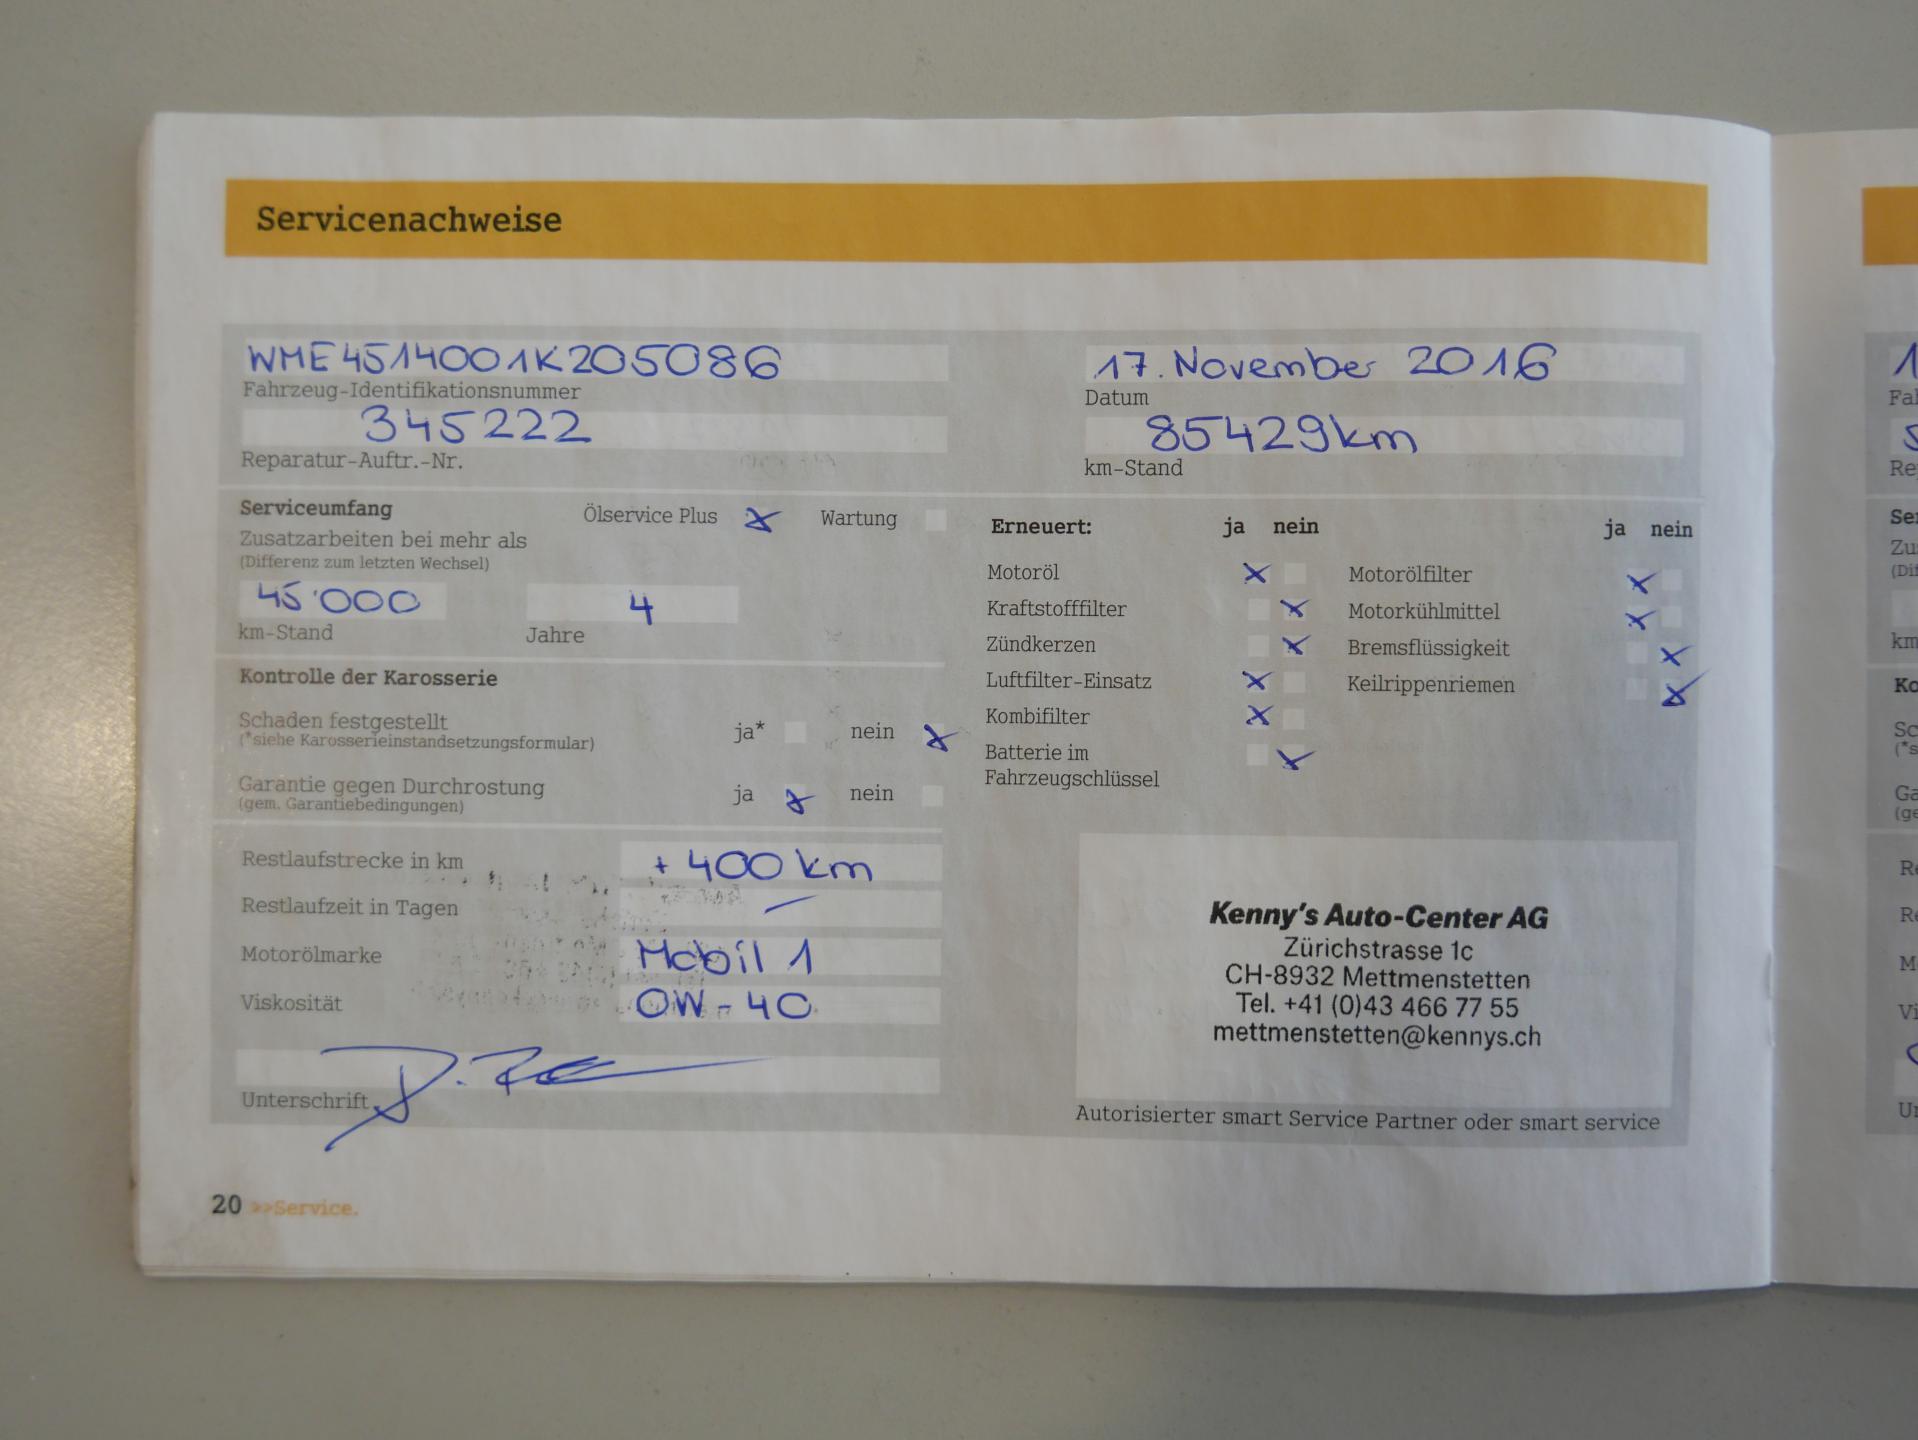 Servicenachweise
WME4514001K205086
Fahrzeug-Identifikationsnummer
345222
Reparatur-Auftr.-Nr.
17. November 2016
Datum
85429km
km-Stand
Serviceumfang
Ölservice Plus x Wartung
Zusatzarbeiten bei mehr als
(Differenz zum letzten Wechsel)
45'000 4
km-Stand Jahre
Kontrolle der Karosserie
Schaden festgestellt ja* nein x
(*siehe Karosserieinstandsetzungsformular)
Garantie gegen Durchrostung ja x nein
(gem. Garantiebedingungen)
Restlaufstrecke in km + 400 km
Restlaufzeit in Tagen –
Motorölmarke Mobil 1
Viskosität 0W-40
Unterschrift
Erneuert: ja nein
Motoröl x
Kraftstofffilter x
Zündkerzen x
Luftfilter-Einsatz x
Kombifilter x
Batterie im x
Fahrzeugschlüssel
ja nein
Motorölfilter x
Motorkühlmittel x
Bremsflüssigkeit x
Keilrippenriemen x
Kenny's Auto-Center AG
Zürichstrasse 1c
CH-8932 Mettmenstetten
Tel. +41 (0)43 466 77 55
mettmenstetten@kennys.ch
Autorisierter smart Service Partner oder smart service
20 >>Service.